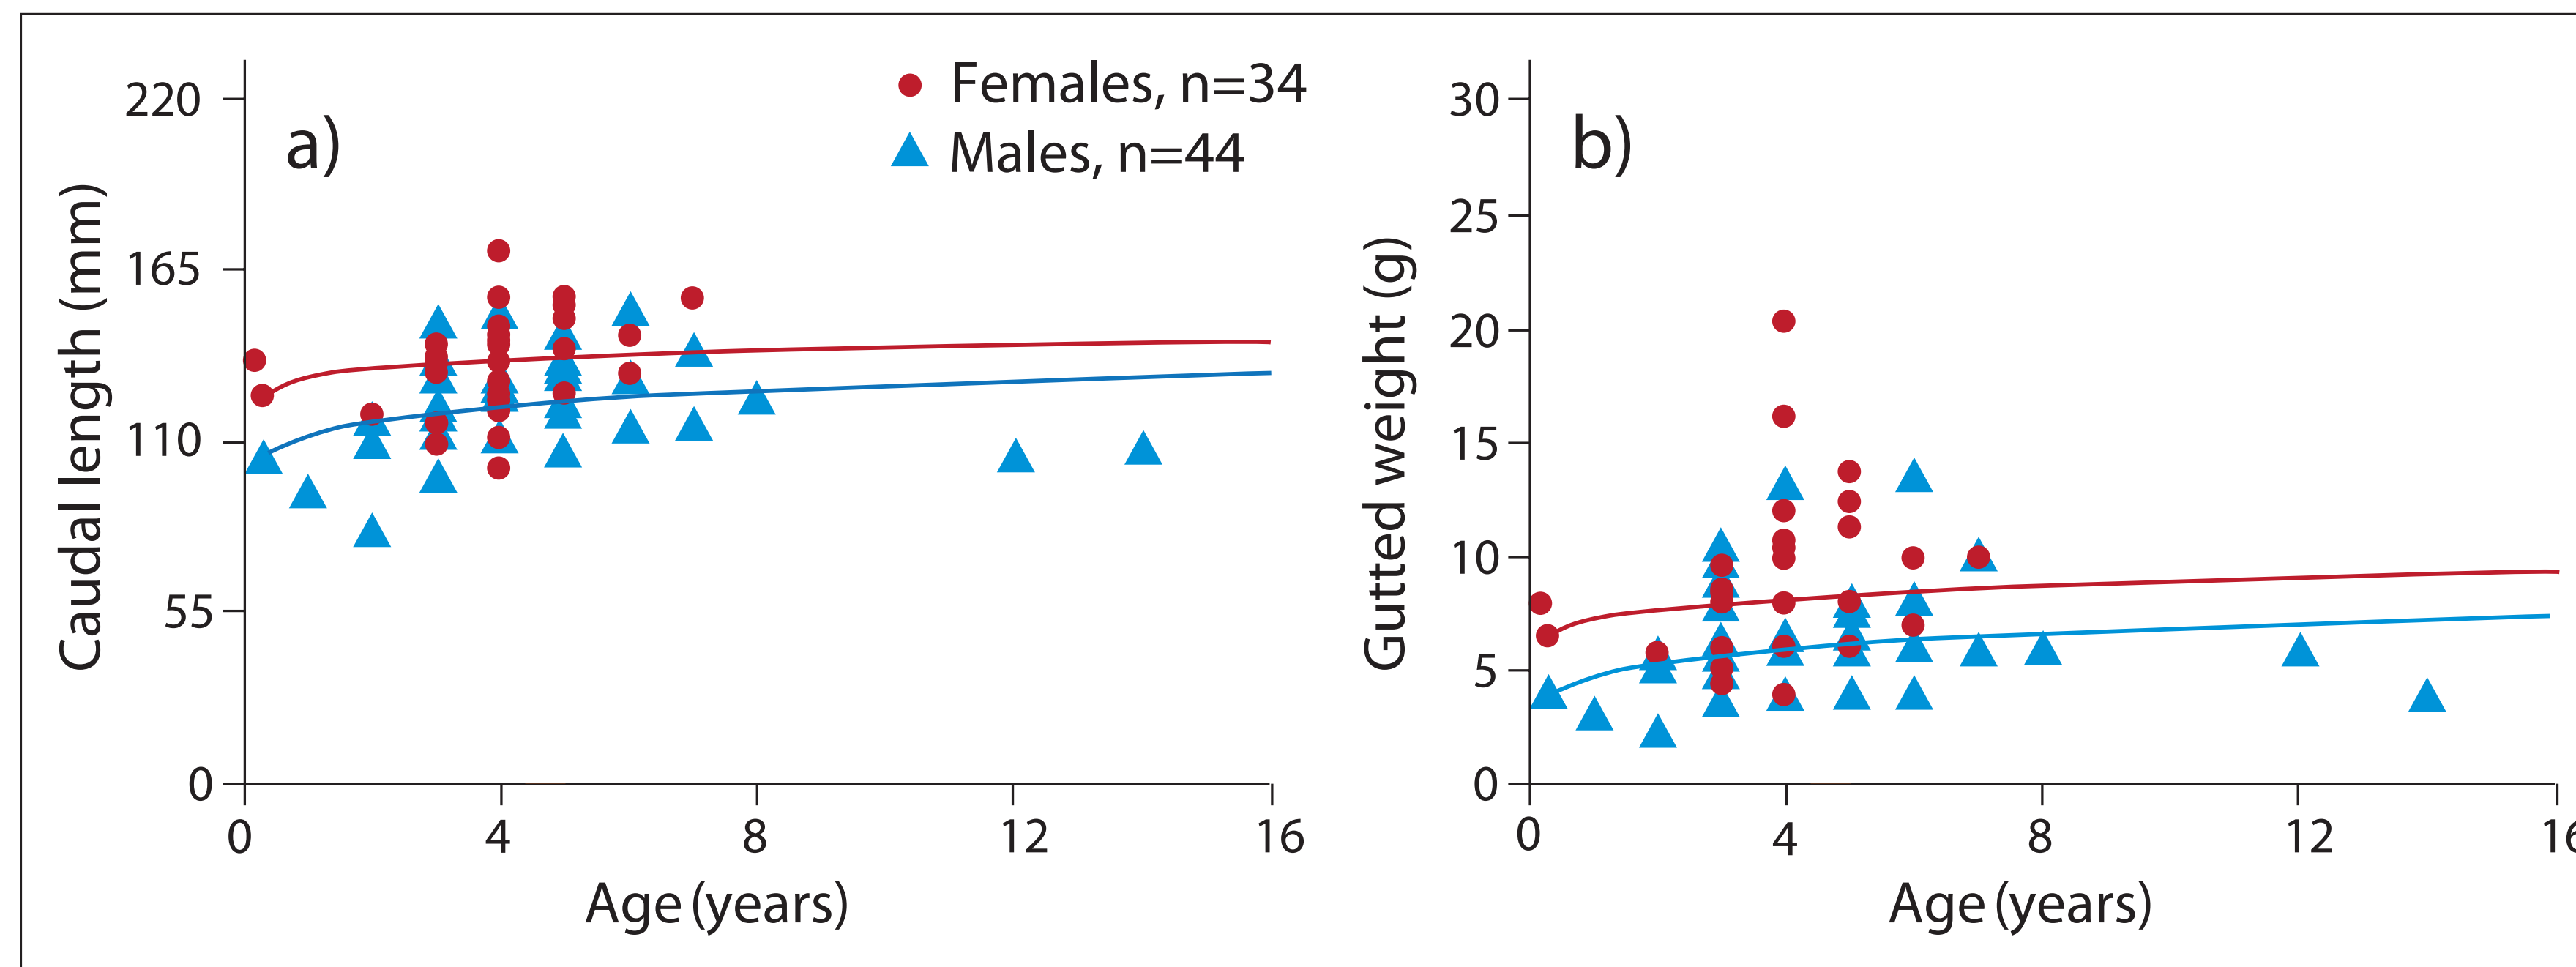 Females, n=34
Males, n=44
a)
Caudal length (mm)
220
165
110
55
0
0 4 8 12 16
Age (years)
b)
Gutted weight (g)
30
25
20
15
10
5
0
0 4 8 12 16
Age (years)